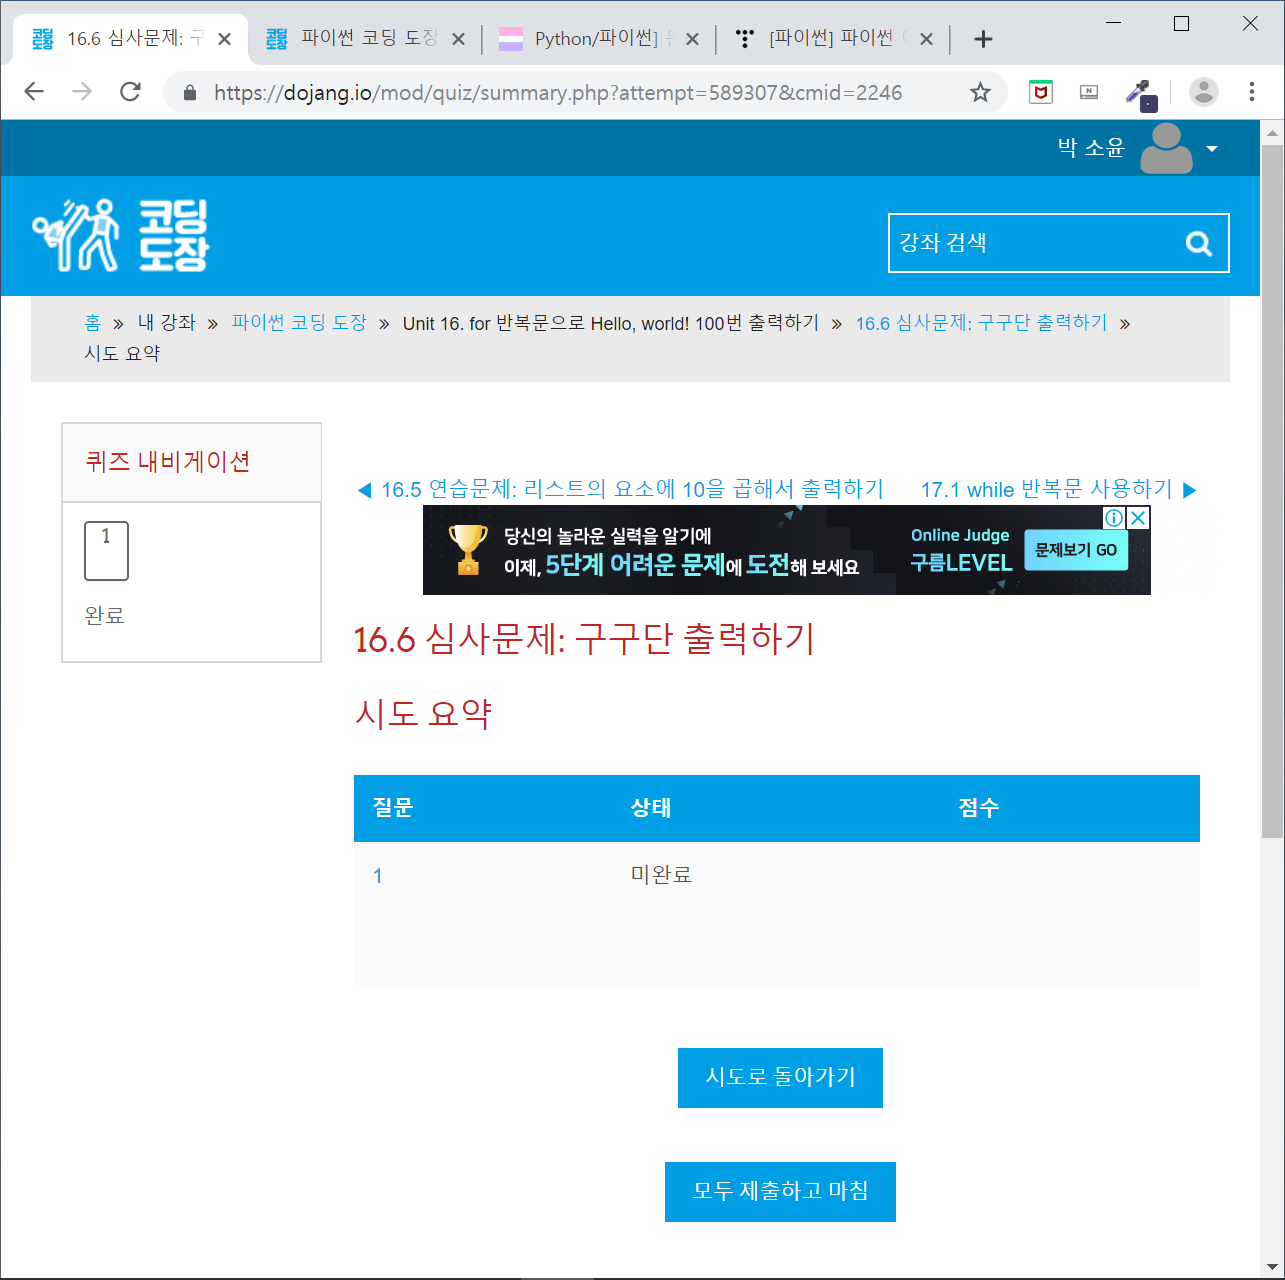 16.6 심사문제: 구
파이썬 코딩 도장
Python/파이썬]
[파이썬] 파이썬
https://dojang.io/mod/quiz/summary.php?attempt=589307&cmid=2246
박 소윤
코딩
도장
강좌 검색
홈 » 내 강좌 » 파이썬 코딩 도장 » Unit 16. for 반복문으로 Hello, world! 100번 출력하기 » 16.6 심사문제: 구구단 출력하기 »
시도 요약
퀴즈 내비게이션
1
완료
◀ 16.5 연습문제: 리스트의 요소에 10을 곱해서 출력하기
17.1 while 반복문 사용하기 ▶
당신의 놀라운 실력을 알기에
이제, 5단계 어려운 문제에 도전해 보세요
Online Judge
구름LEVEL
문제보기 GO
16.6 심사문제: 구구단 출력하기
시도 요약
질문 상태 점수
1 미완료
시도로 돌아가기
모두 제출하고 마침